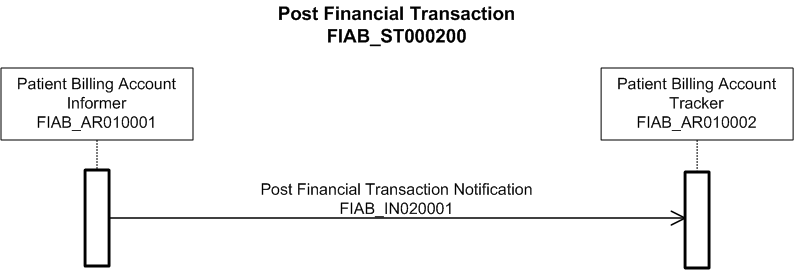 Post Financial Transaction
FIAB_ST000200
Patient Billing Account
Informer
FIAB_AR010001
Patient Billing Account
Tracker
FIAB_AR010002
Post Financial Transaction Notification
FIAB_IN020001